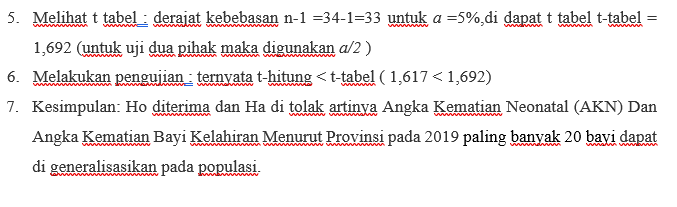 5. Melihat t tabel : derajat kebebasan n-1 =34-1=33 untuk α =5%,di dapat t tabel t-tabel =
1,692 (untuk uji dua pihak maka digunakan α/2 )
6. Melakukan pengujian : ternyata t-hitung < t-tabel ( 1,617 < 1,692)
7. Kesimpulan: Ho diterima dan Ha di tolak artinya Angka Kematian Neonatal (AKN) Dan
Angka Kematian Bayi Kelahiran Menurut Provinsi pada 2019 paling banyak 20 bayi dapat
di generalisasikan pada populasi.